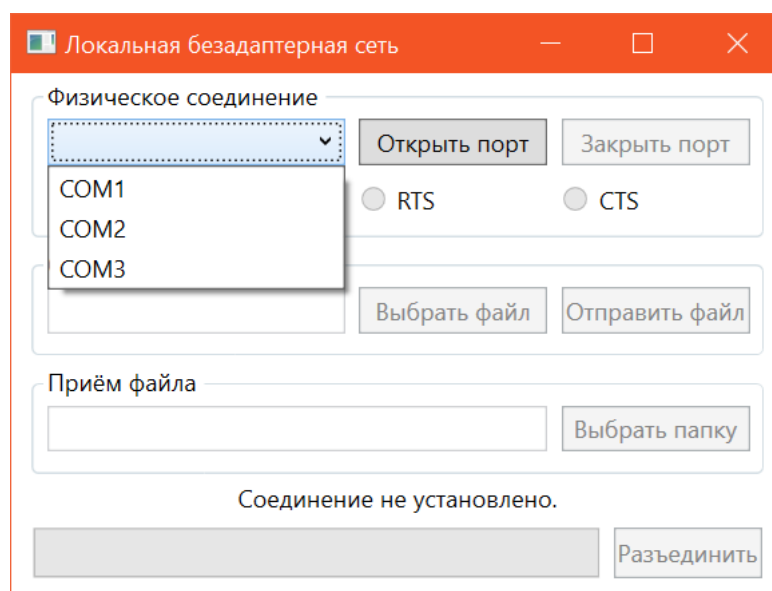 Локальная безадаптерная сеть
Физическое соединение
Открыть порт
Закрыть порт
COM1
COM2
COM3
RTS
CTS
Выбрать файл
Отправить файл
Приём файла
Выбрать папку
Соединение не установлено.
Разъединить